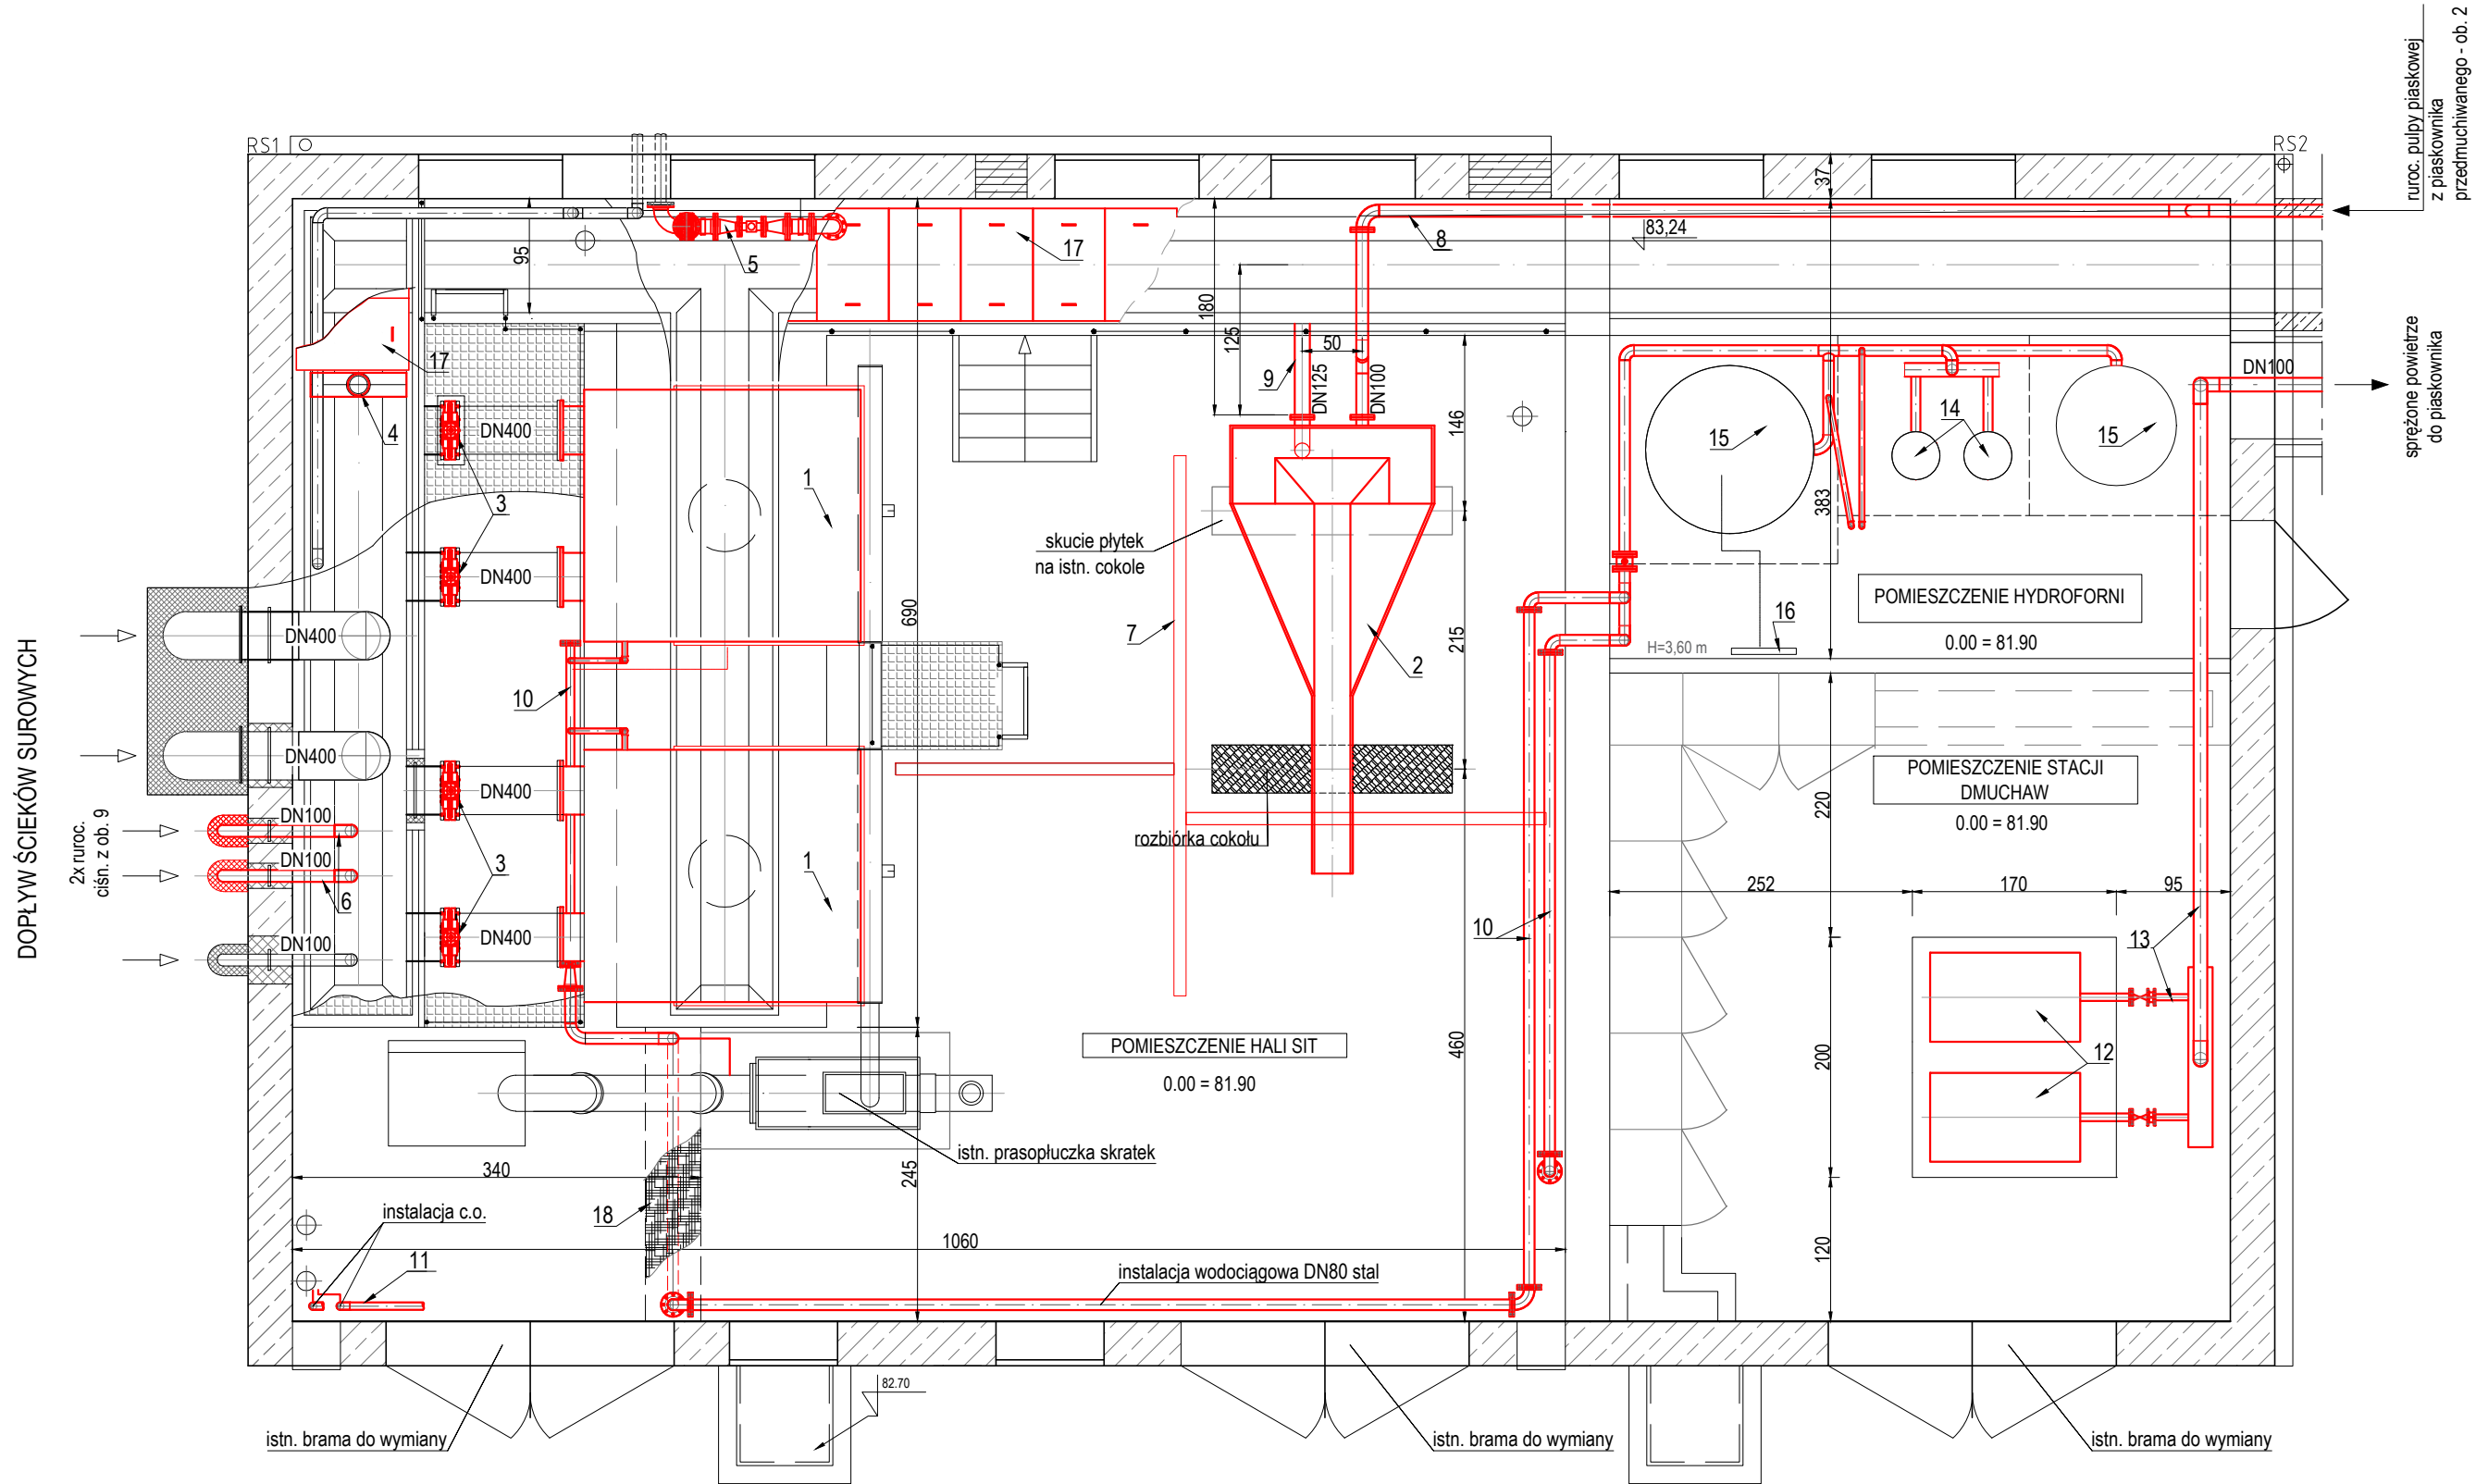 ruroc. pulpy piaskowej
z piaskownika
przedmuchiwanego - ob. 2
RS1
RS2
37
83,24
8
17
5
95
180
125
50
9
DN125
DN100
146
17
4
DN400
3
DN400
1
15
14
15
DN100
sprężone powietrze
do piaskownika
383
skucie płytek
na istn. cokole
POMIESZCZENIE HYDROFORNI
0.00 = 81.90
16
H=3,60 m
690
7
215
2
DOPŁYW ŚCIEKÓW SUROWYCH
DN400
DN400
10
2x ruroc.
ciśn. z ob. 9
DN100
DN100
6
DN100
DN400
3
DN400
1
rozbiórka cokołu
POMIESZCZENIE STACJI
DMUCHAW
0.00 = 81.90
220
252
170
95
10
13
12
200
460
POMIESZCZENIE HALI SIT
0.00 = 81.90
istn. prasopłuczka skratek
340
245
18
instalacja c.o.
11
1060
120
instalacja wodociągowa DN80 stal
82.70
istn. brama do wymiany
istn. brama do wymiany
istn. brama do wymiany